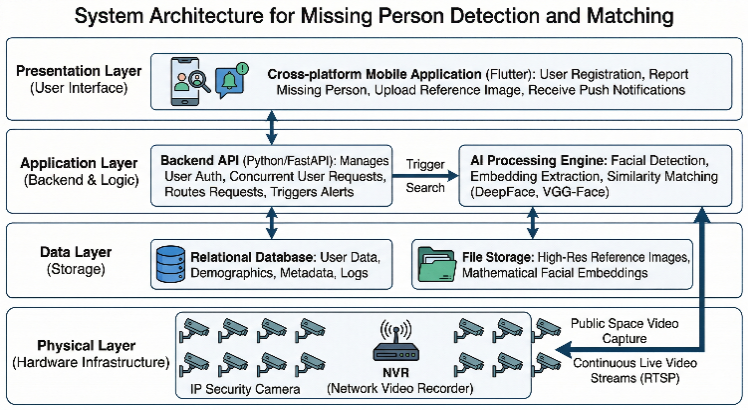 System Architecture for Missing Person Detection and Matching
Presentation Layer
(User Interface)
Cross-platform Mobile Application (Flutter): User Registration, Report
Missing Person, Upload Reference Image, Receive Push Notifications
Application Layer
(Backend & Logic)
Backend API (Python/FastAPI): Manages
User Auth, Concurrent User Requests,
Routes Requests, Triggers Alerts
Trigger
Search
AI Processing Engine: Facial Detection,
Embedding Extraction, Similarity Matching
(DeepFace, VGG-Face)
Data Layer
(Storage)
Relational Database: User Data,
Demographics, Metadata, Logs
File Storage: High-Res Reference Images,
Mathematical Facial Embeddings
Physical Layer
(Hardware Infrastructure)
IP Security Camera
NVR
(Network Video Recorder)
Public Space Video
Capture
Continuous Live Video
Streams (RTSP)